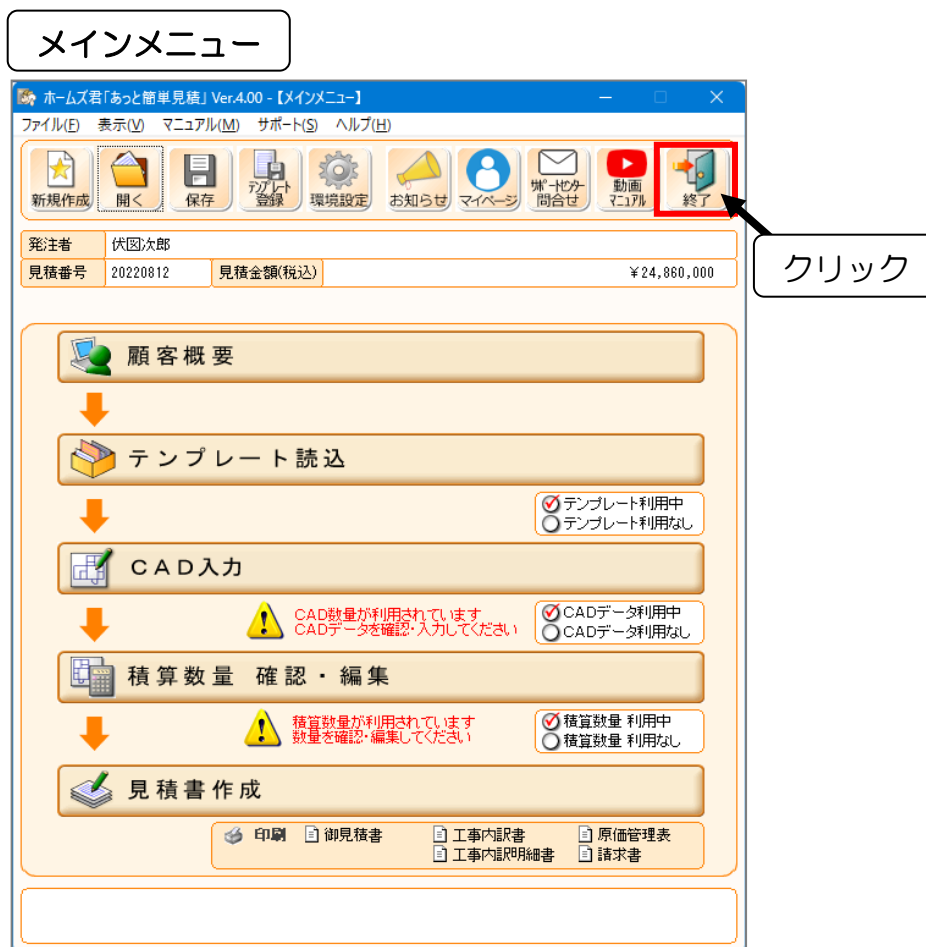 メインメニュー
ホームズ君「あっと簡単見積」 Ver.4.00 - 【メインメニュー】
ファイル(F) 表示(V) マニュアル(M) サポート(S) ヘルプ(H)
新規作成 開く 保存 テンプレート登録 環境設定 お知らせ マイページ サポートセンター問合せ 動画マニュアル 終了
クリック
発注者 伏図次郎
見積番号 20220812 見積金額(税込) ¥24,860,000
顧客概要
テンプレート読込
テンプレート利用中
テンプレート利用なし
CAD入力
CAD数量が利用されています
CADデータを確認・入力してください
CADデータ利用中
CADデータ利用なし
積算数量 確認・編集
積算数量が利用されています
数量を確認・編集してください
積算数量 利用中
積算数量 利用なし
見積書作成
印刷 御見積書 工事内訳書 原価管理表
工事内訳明細書 請求書